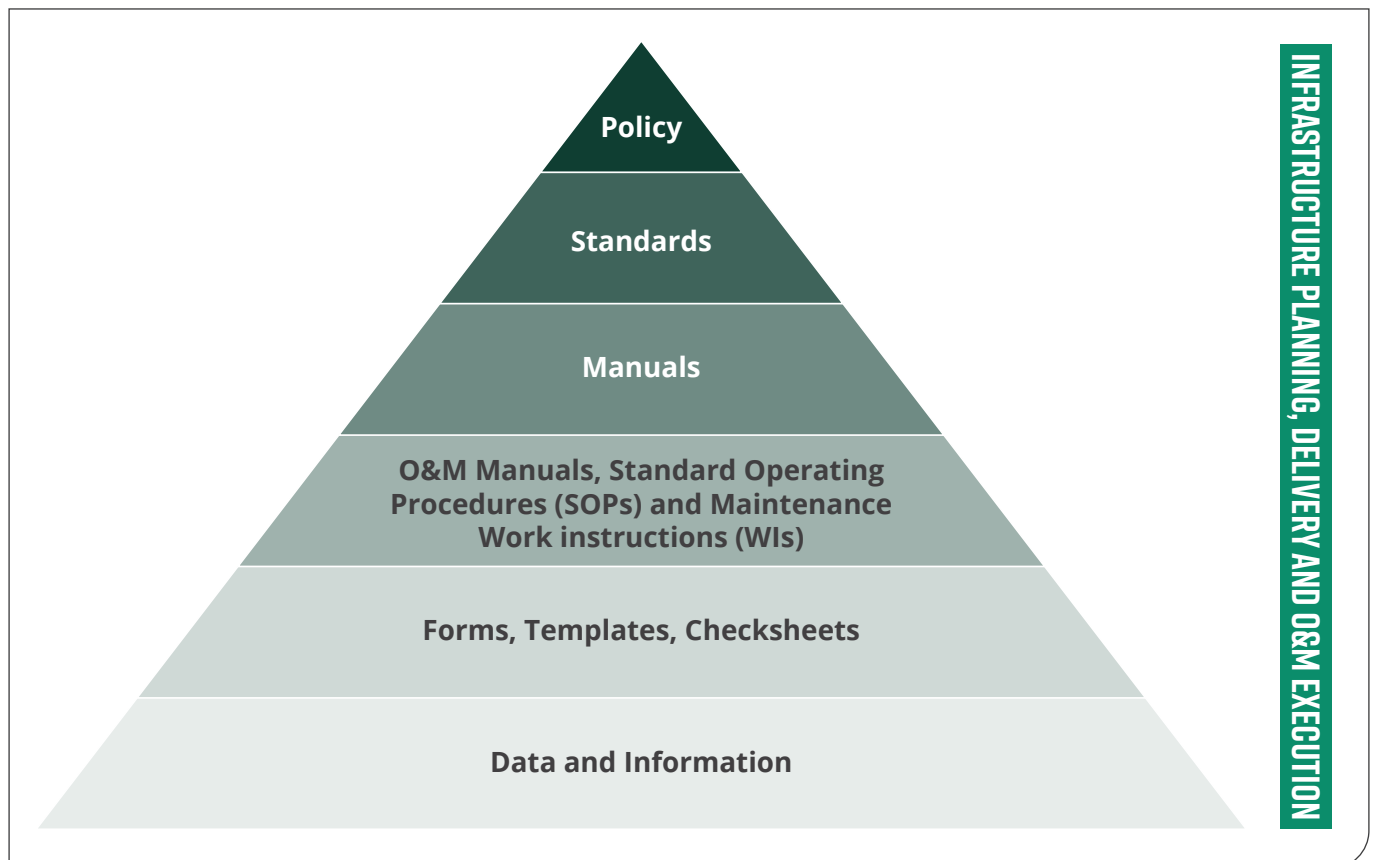 Policy
Standards
Manuals
O&M Manuals, Standard Operating
Procedures (SOPs) and Maintenance
Work instructions (WIs)
Forms, Templates, Checksheets
Data and Information
INFRASTRUCTURE PLANNING, DELIVERY AND O&M EXECUTION